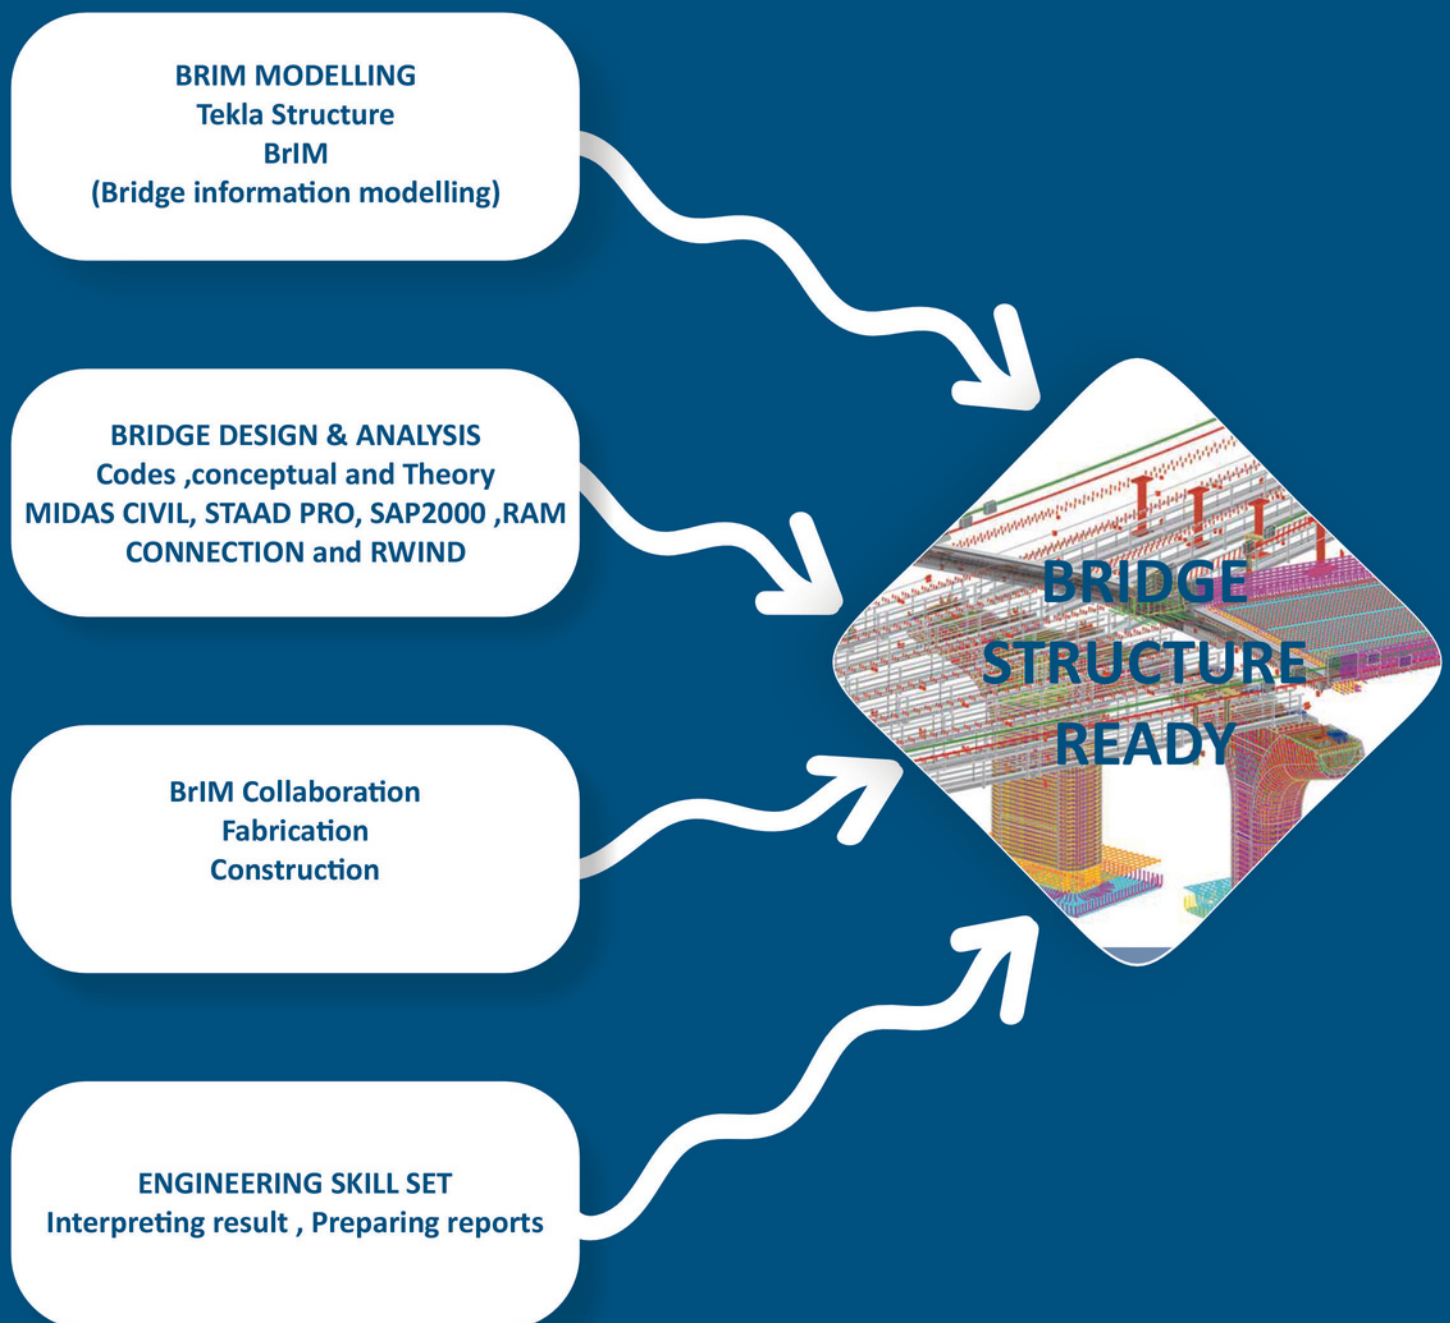 BRIM MODELLING
Tekla Structure
BrIM
(Bridge information modelling)
BRIDGE DESIGN & ANALYSIS
Codes ,conceptual and Theory
MIDAS CIVIL, STAAD PRO, SAP2000 ,RAM
CONNECTION and RWIND
BrIM Collaboration
Fabrication
Construction
ENGINEERING SKILL SET
Interpreting result , Preparing reports
BRIDGE
STRUCTURE
READY